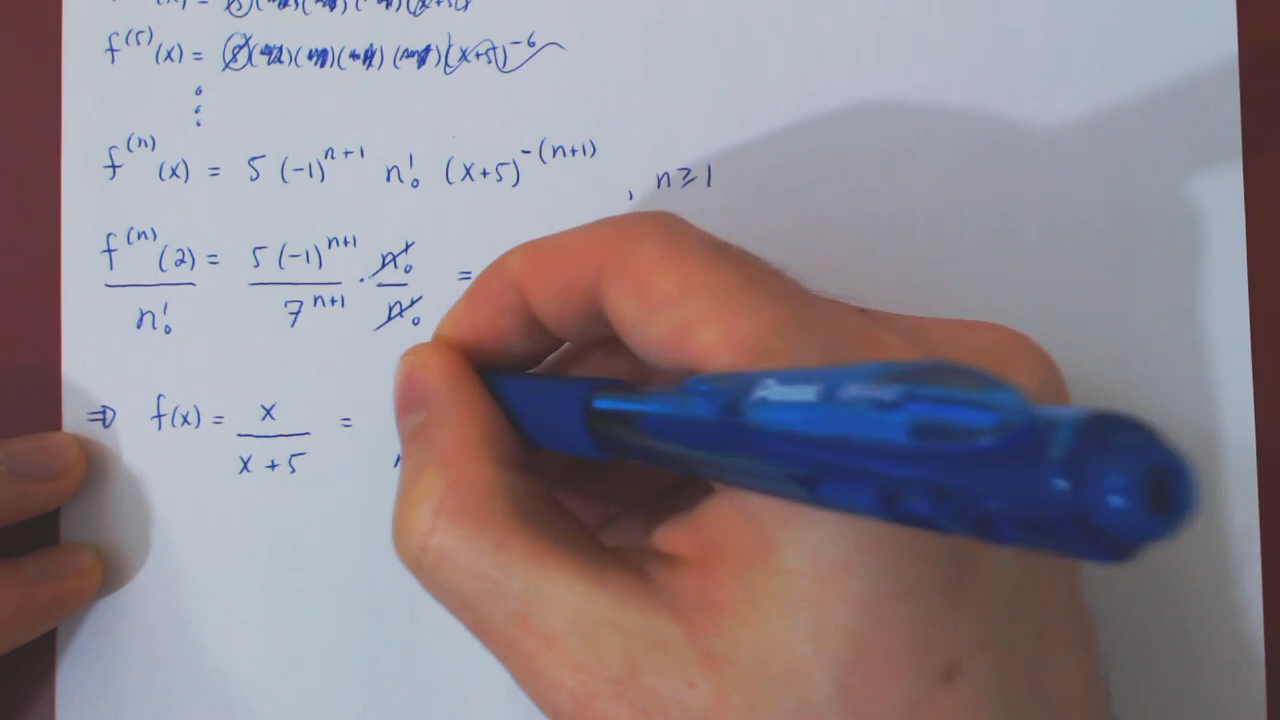 f^(5)(x) = (x+5)^-6
f^(n)(x) = 5(-1)^n+1 n! (x+5)^-(n+1) , n≥1
f^(n)(2)/n! = 5(-1)^n+1/7^n+1 · n!/n! =
⇒ f(x) = x/x+5 =